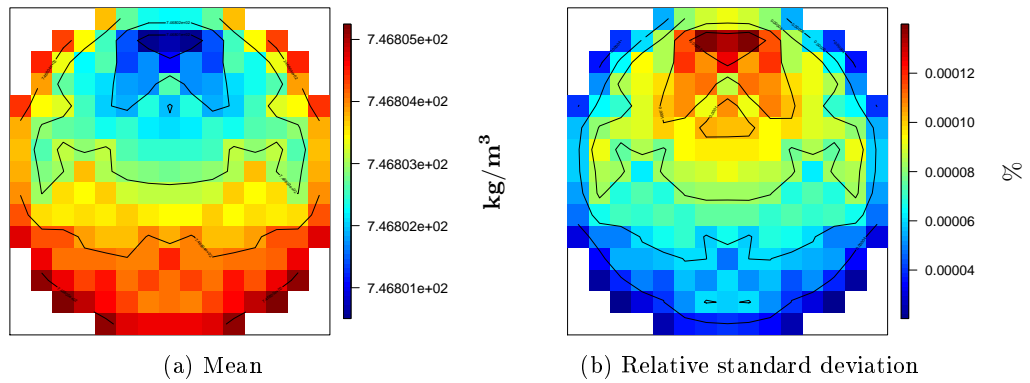 7.46805e+02
7.46804e+02
7.46803e+02
7.46802e+02
7.46801e+02
kg/m³
0.00012
0.00010
0.00008
0.00006
0.00004
%
(a) Mean
(b) Relative standard deviation